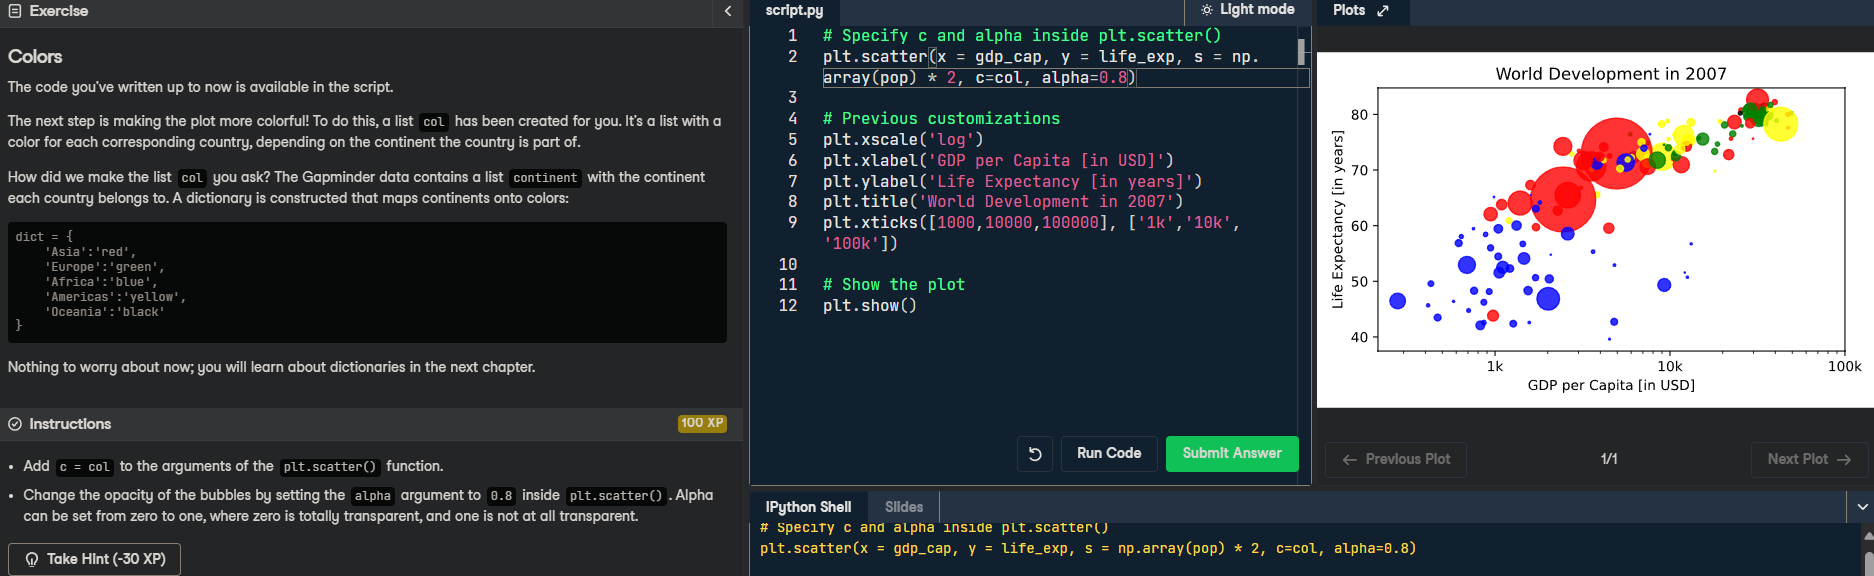 Exercise
Colors
The code you've written up to now is available in the script.
The next step is making the plot more colorful! To do this, a list col has been created for you. It's a list with a
color for each corresponding country, depending on the continent the country is part of.
How did we make the list col you ask? The Gapminder data contains a list continent with the continent
each country belongs to. A dictionary is constructed that maps continents onto colors:
dict = {
    'Asia':'red',
    'Europe':'green',
    'Africa':'blue',
    'Americas':'yellow',
    'Oceania':'black'
}
Nothing to worry about now; you will learn about dictionaries in the next chapter.
Instructions
100 XP
• Add c = col to the arguments of the plt.scatter() function.
• Change the opacity of the bubbles by setting the alpha argument to 0.8 inside plt.scatter(). Alpha
can be set from zero to one, where zero is totally transparent, and one is not at all transparent.
Take Hint (-30 XP)
script.py
Light mode
1 # Specify c and alpha inside plt.scatter()
2 plt.scatter(x = gdp_cap, y = life_exp, s = np.
array(pop) * 2, c=col, alpha=0.8)
3
4 # Previous customizations
5 plt.xscale('log')
6 plt.xlabel('GDP per Capita [in USD]')
7 plt.ylabel('Life Expectancy [in years]')
8 plt.title('World Development in 2007')
9 plt.xticks([1000,10000,100000], ['1k','10k',
'100k'])
10
11 # Show the plot
12 plt.show()
Run Code
Submit Answer
IPython Shell
Slides
# Specify c and alpha inside plt.scatter()
plt.scatter(x = gdp_cap, y = life_exp, s = np.array(pop) * 2, c=col, alpha=0.8)
Plots
World Development in 2007
Life Expectancy [in years]
80
70
60
50
40
1k 10k 100k
GDP per Capita [in USD]
Previous Plot
1/1
Next Plot